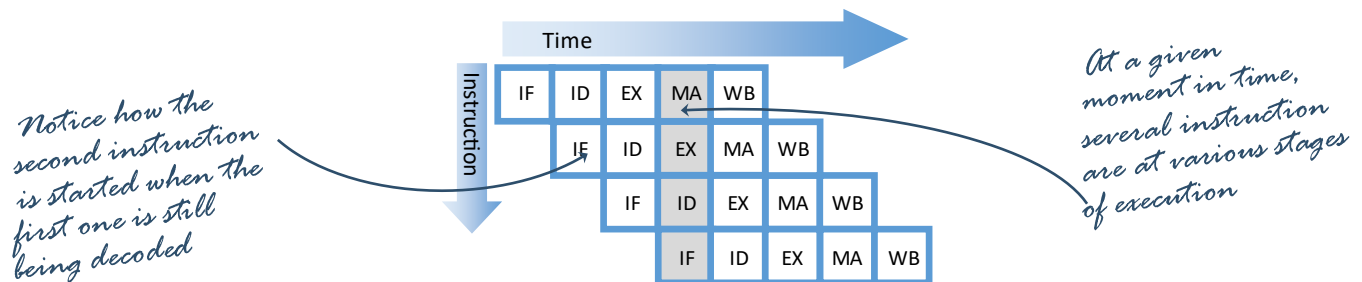 Time
Instruction
IF ID EX MA WB
IF ID EX MA WB
IF ID EX MA WB
IF ID EX MA WB
Notice how the
second instruction
is started when the
first one is still
being decoded
At a given
moment in time,
several instruction
are at various stages
of execution